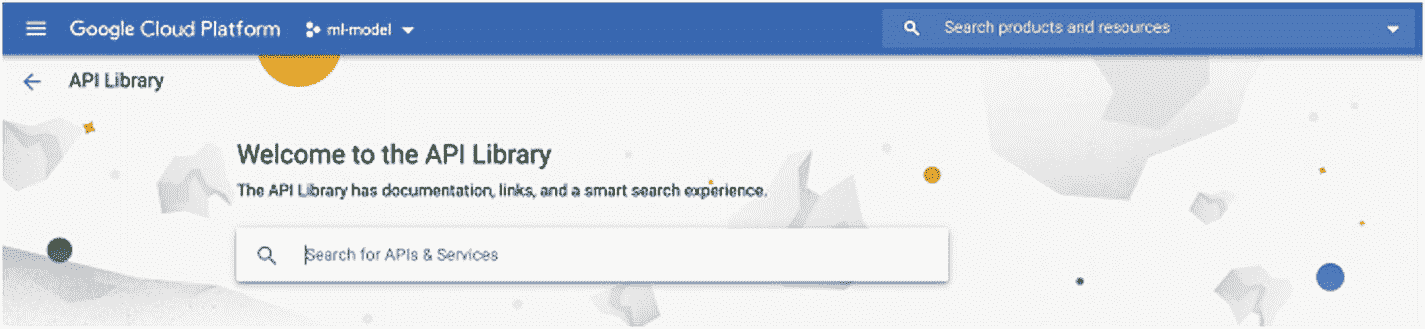 Google Cloud Platform ml-model Search products and resources
API Library
Welcome to the API Library
The API Library has documentation, links, and a smart search experience.
Search for APIs & Services